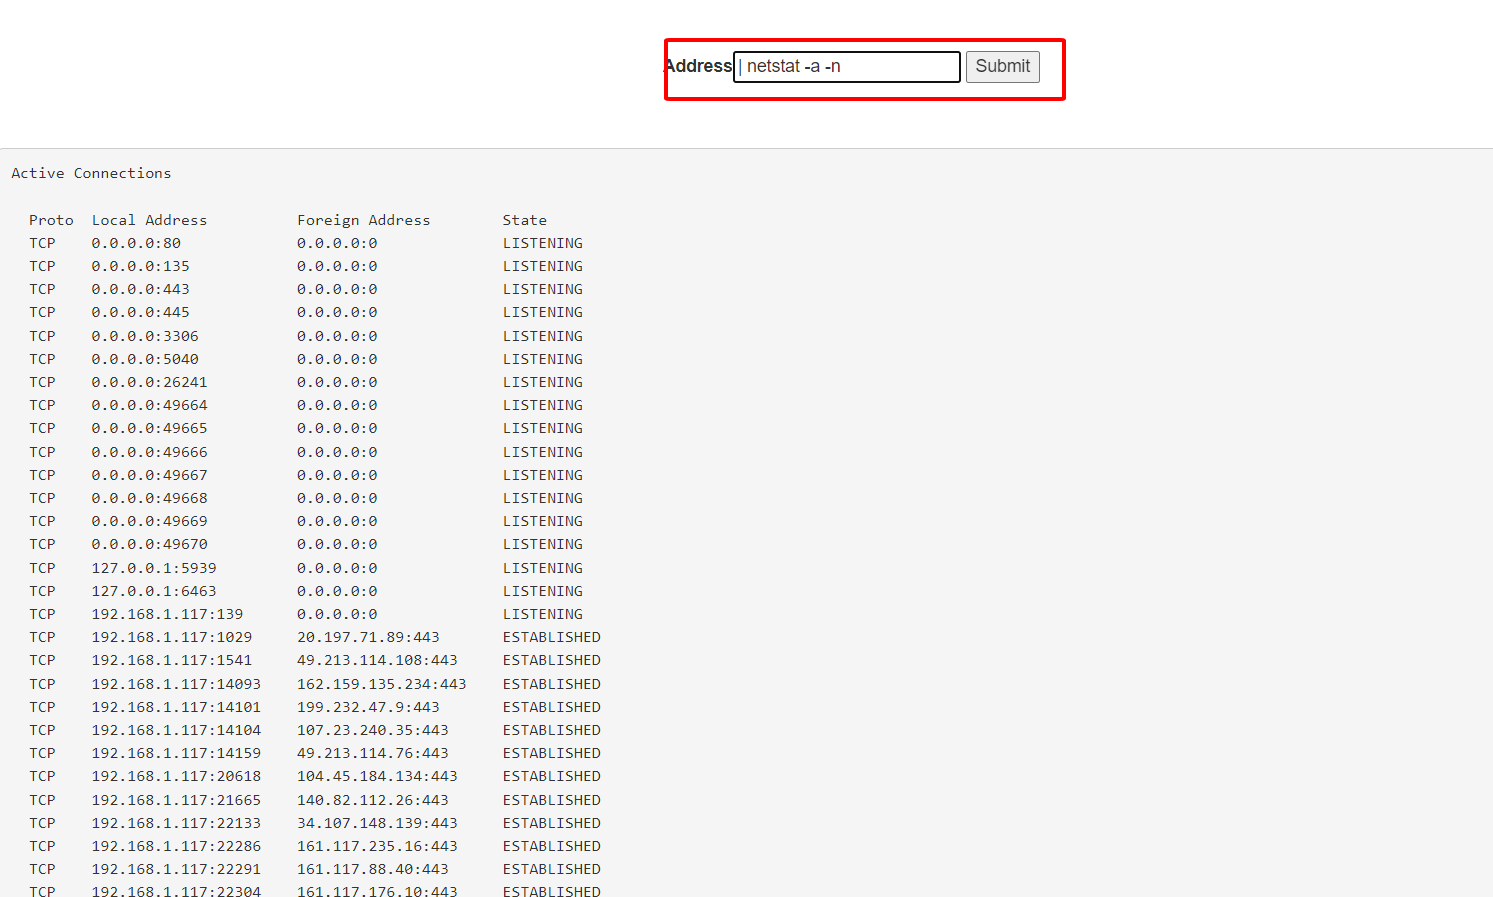 Address | netstat -a -n Submit
Active Connections
Proto Local Address Foreign Address State
TCP 0.0.0.0:80 0.0.0.0:0 LISTENING
TCP 0.0.0.0:135 0.0.0.0:0 LISTENING
TCP 0.0.0.0:443 0.0.0.0:0 LISTENING
TCP 0.0.0.0:445 0.0.0.0:0 LISTENING
TCP 0.0.0.0:3306 0.0.0.0:0 LISTENING
TCP 0.0.0.0:5040 0.0.0.0:0 LISTENING
TCP 0.0.0.0:26241 0.0.0.0:0 LISTENING
TCP 0.0.0.0:49664 0.0.0.0:0 LISTENING
TCP 0.0.0.0:49665 0.0.0.0:0 LISTENING
TCP 0.0.0.0:49666 0.0.0.0:0 LISTENING
TCP 0.0.0.0:49667 0.0.0.0:0 LISTENING
TCP 0.0.0.0:49668 0.0.0.0:0 LISTENING
TCP 0.0.0.0:49669 0.0.0.0:0 LISTENING
TCP 0.0.0.0:49670 0.0.0.0:0 LISTENING
TCP 127.0.0.1:5939 0.0.0.0:0 LISTENING
TCP 127.0.0.1:6463 0.0.0.0:0 LISTENING
TCP 192.168.1.117:139 0.0.0.0:0 LISTENING
TCP 192.168.1.117:1029 20.197.71.89:443 ESTABLISHED
TCP 192.168.1.117:1541 49.213.114.108:443 ESTABLISHED
TCP 192.168.1.117:14093 162.159.135.234:443 ESTABLISHED
TCP 192.168.1.117:14101 199.232.47.9:443 ESTABLISHED
TCP 192.168.1.117:14104 107.23.240.35:443 ESTABLISHED
TCP 192.168.1.117:14159 49.213.114.76:443 ESTABLISHED
TCP 192.168.1.117:20618 104.45.184.134:443 ESTABLISHED
TCP 192.168.1.117:21665 140.82.112.26:443 ESTABLISHED
TCP 192.168.1.117:22133 34.107.148.139:443 ESTABLISHED
TCP 192.168.1.117:22286 161.117.235.16:443 ESTABLISHED
TCP 192.168.1.117:22291 161.117.88.40:443 ESTABLISHED
TCP 192.168.1.117:22304 161.117.176.10:443 ESTABLISHED